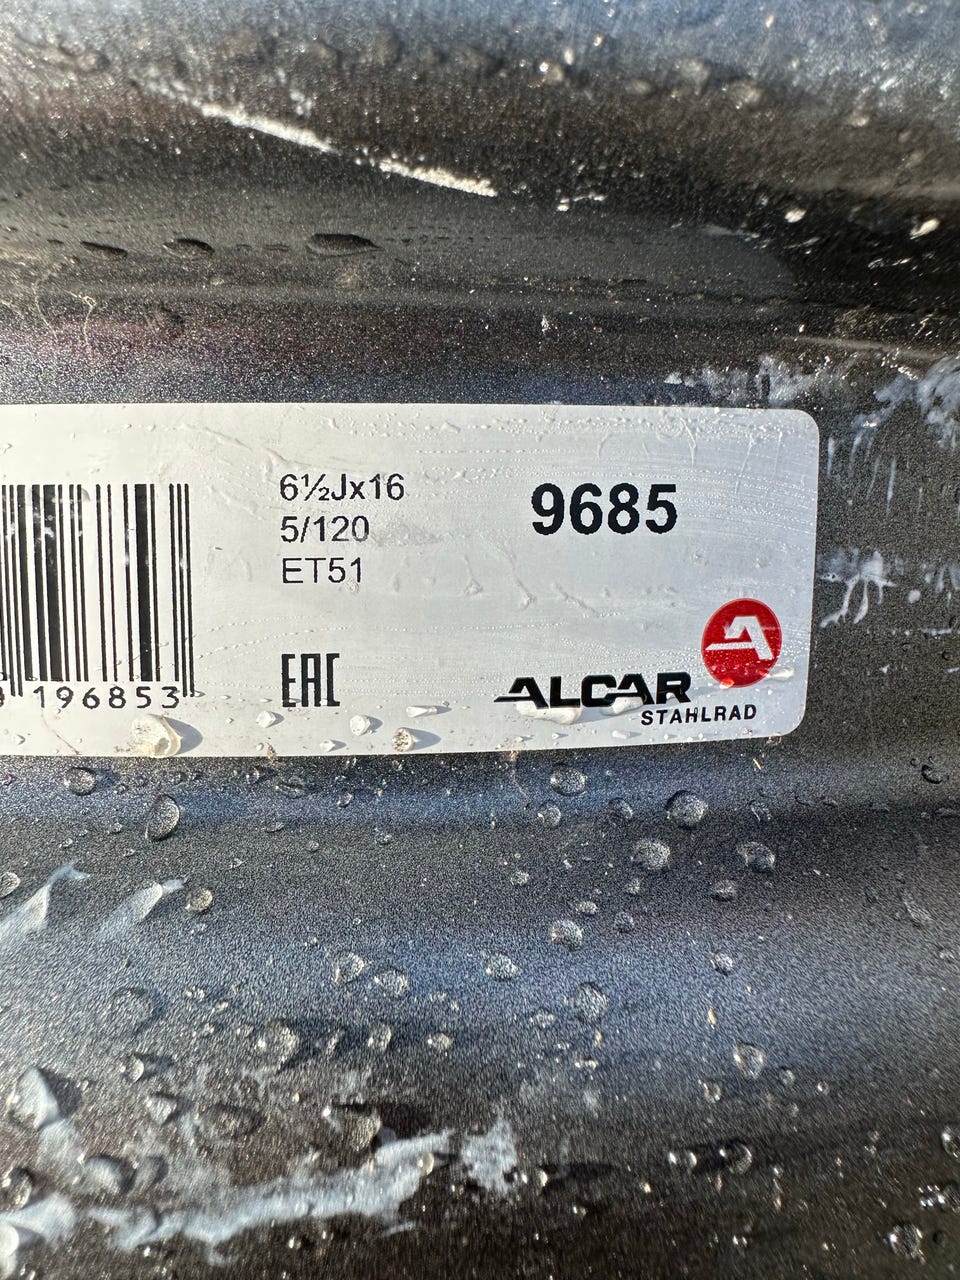 6½Jx16
5/120
ET51
9685
196853
EAC
ALCAR
STAHLRAD